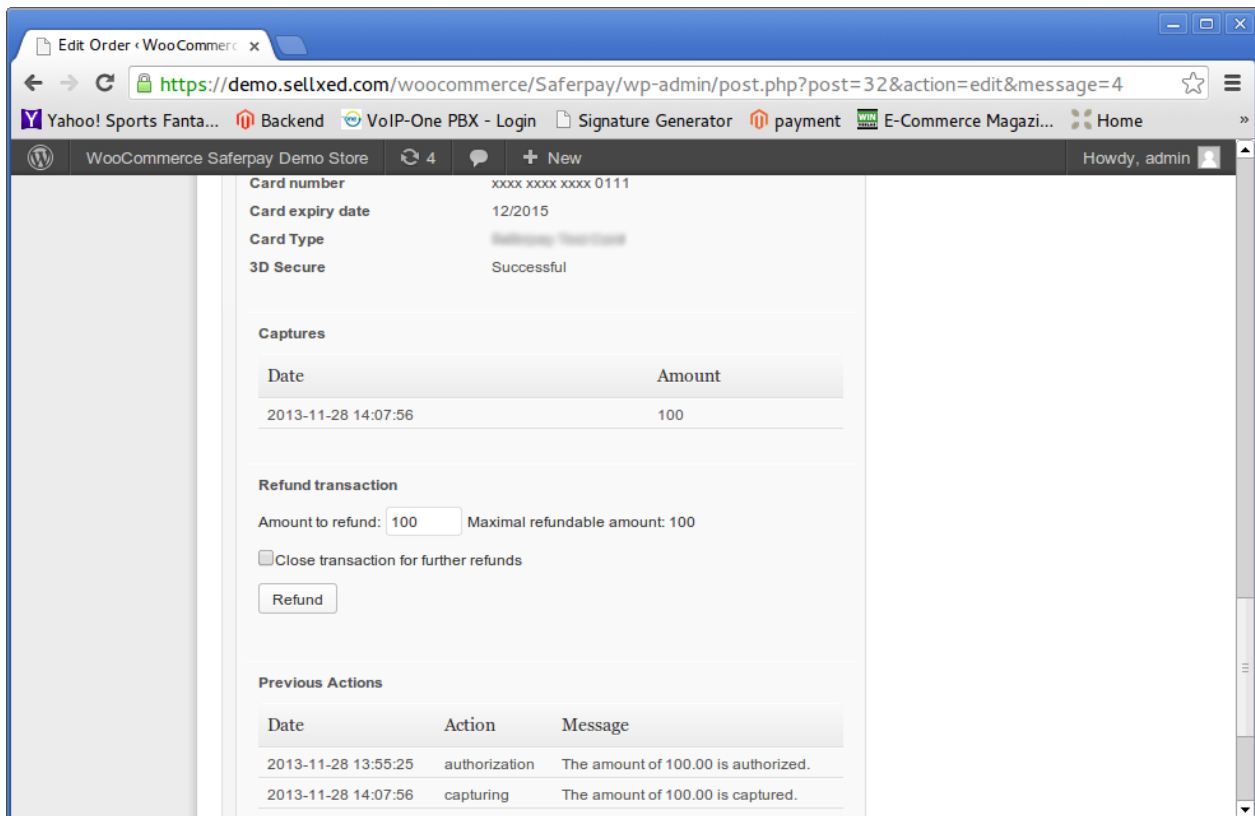 Edit Order ‹ WooCommerc
https://demo.sellxed.com/woocommerce/Saferpay/wp-admin/post.php?post=32&action=edit&message=4
Yahoo! Sports Fanta... Backend VoIP-One PBX - Login Signature Generator payment E-Commerce Magazi... Home »
WooCommerce Saferpay Demo Store 4 + New Howdy, admin
Card number xxxx xxxx xxxx 0111
Card expiry date 12/2015
Card Type
3D Secure Successful
Captures
Date Amount
2013-11-28 14:07:56 100
Refund transaction
Amount to refund: 100 Maximal refundable amount: 100
Close transaction for further refunds
Refund
Previous Actions
Date Action Message
2013-11-28 13:55:25 authorization The amount of 100.00 is authorized.
2013-11-28 14:07:56 capturing The amount of 100.00 is captured.